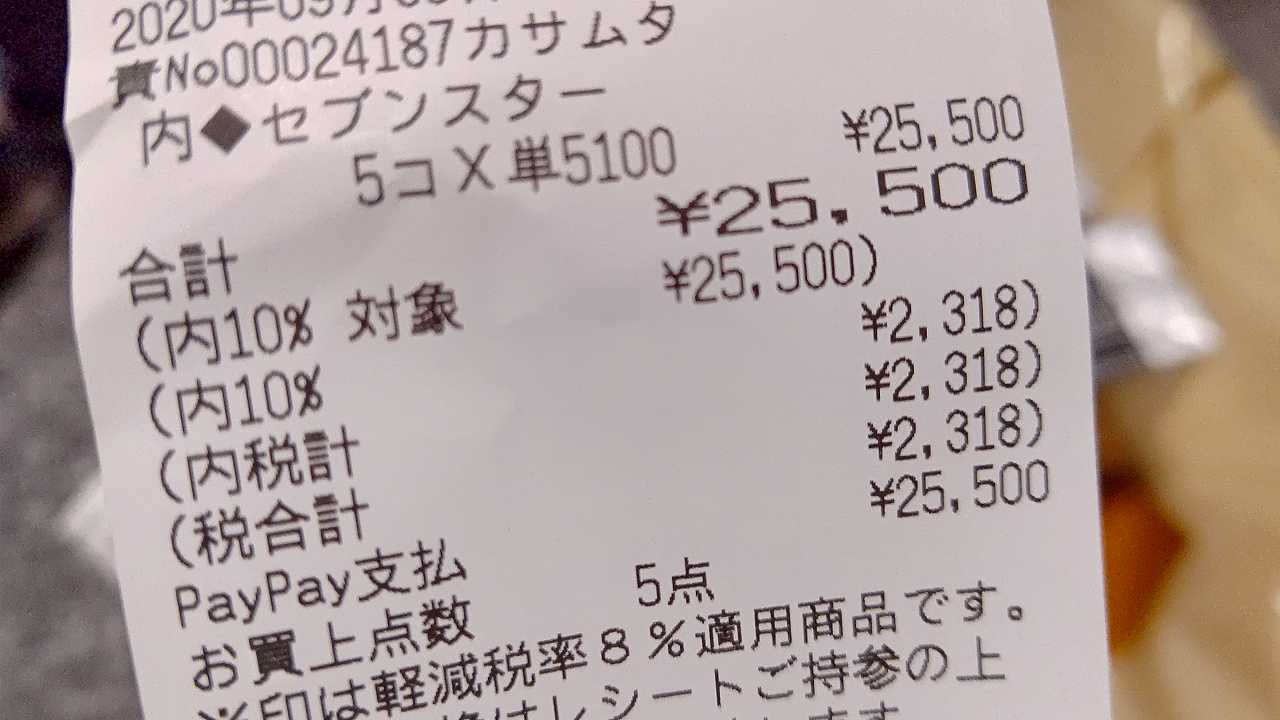 2020年
責No00024187カサムタ
内◆セブンスター
5コX単5100 ¥25,500
合計 ¥25,500
(内10% 対象 ¥25,500)
(内10% ¥2,318)
(内税計 ¥2,318)
(税合計 ¥2,318)
PayPay支払 ¥25,500
お買上点数 5点
※印は軽減税率8%適用商品です。
はレシートご持参の上
ます